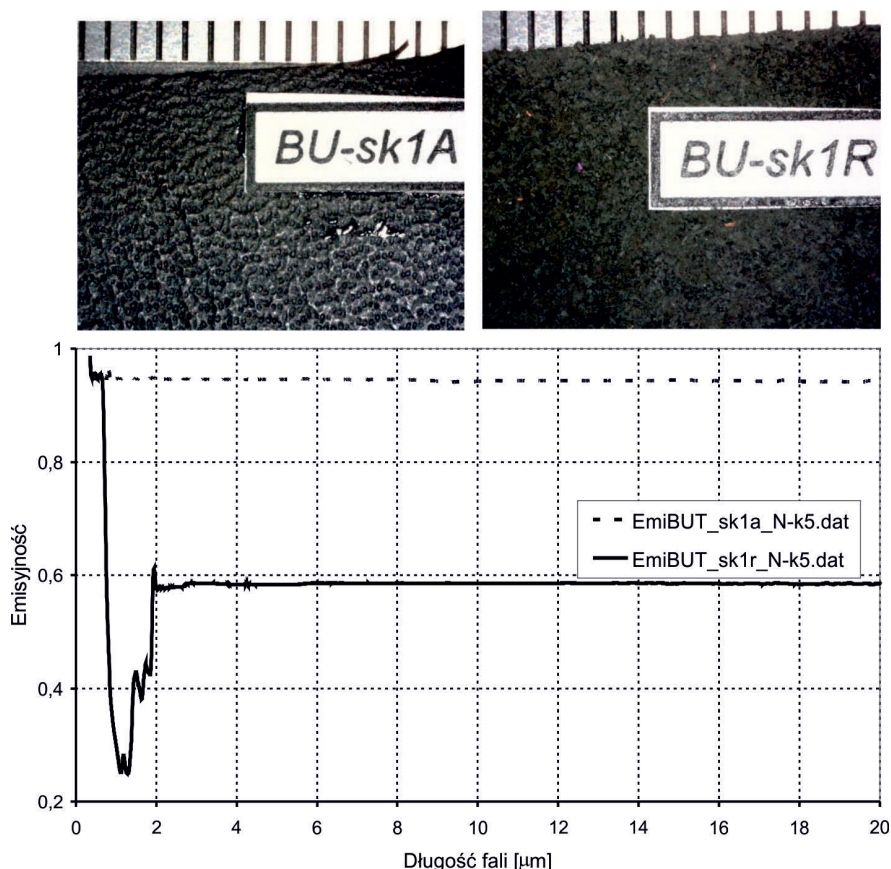 BU-sk1A
BU-sk1R
1
0,8
0,6
0,4
0,2
Emisyjność
EmiBUT_sk1a_N-k5.dat
EmiBUT_sk1r_N-k5.dat
0 2 4 6 8 10 12 14 16 18 20
Długość fali [μm]